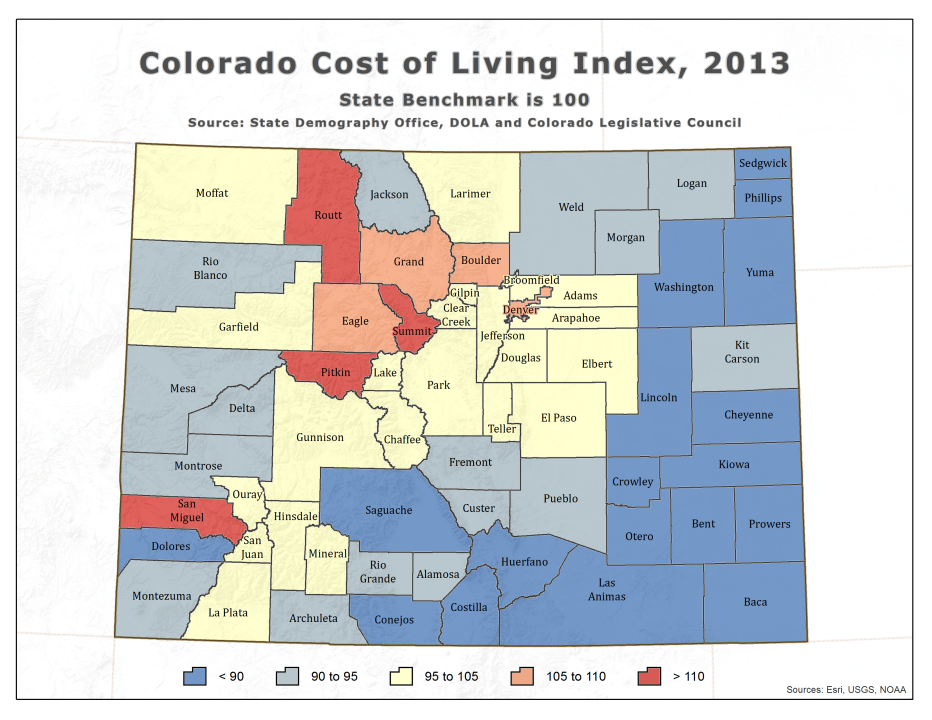 Colorado Cost of Living Index, 2013
State Benchmark is 100
Source: State Demography Office, DOLA and Colorado Legislative Council
Sedgwick
Moffat
Routt
Jackson
Larimer
Weld
Logan
Phillips
Morgan
Rio
Blanco
Grand
Boulder
Washington
Yuma
Broomfield
Gilpin
Adams
Clear
Creek
Denver
Arapahoe
Garfield
Eagle
Summit
Jefferson
Kit
Carson
Douglas
Elbert
Pitkin
Lake
Mesa
Park
Lincoln
Delta
Cheyenne
El Paso
Teller
Gunnison
Chaffee
Montrose
Fremont
Kiowa
Crowley
Ouray
Pueblo
San
Miguel
Hinsdale
Saguache
Custer
Bent
Prowers
Otero
Dolores
San
Juan
Mineral
Huerfano
Rio
Grande
Alamosa
Las
Animas
Montezuma
La Plata
Archuleta
Conejos
Costilla
Baca
< 90
90 to 95
95 to 105
105 to 110
> 110
Sources: Esri, USGS, NOAA